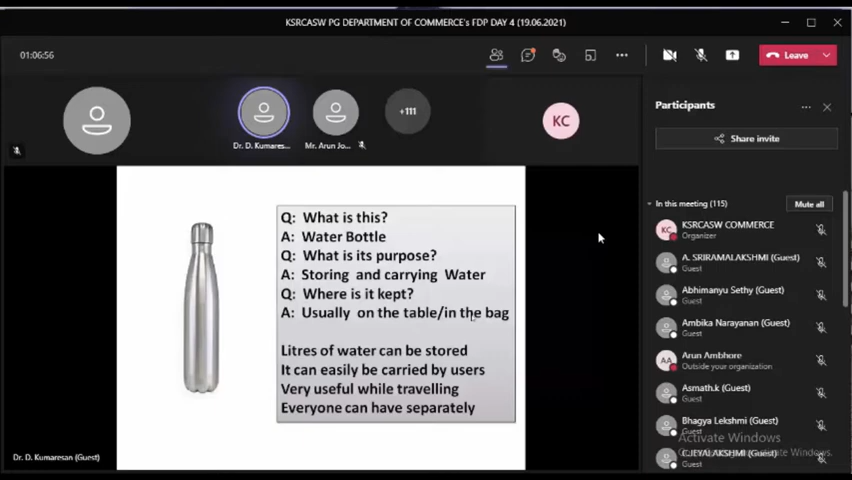 KSRCASW PG DEPARTMENT OF COMMERCE's FDP DAY 4 (19.06.2021)
01:06:56
Leave
+111
KC
Dr. D. Kumares...
Mr. Arun Jo...
Q: What is this?
A: Water Bottle
Q: What is its purpose?
A: Storing and carrying Water
Q: Where is it kept?
A: Usually on the table/in the bag
Litres of water can be stored
It can easily be carried by users
Very useful while travelling
Everyone can have separately
Dr. D. Kumaresan (Guest)
Participants
Share invite
In this meeting (115)
Mute all
KC
KSRCASW COMMERCE
Organizer
A. SRIRAMALAKSHMI (Guest)
Guest
Abhimanyu Sethy (Guest)
Guest
Ambika Narayanan (Guest)
Guest
AA
Arun Ambhore
Outside your organization
Asmath.k (Guest)
Guest
Bhagya Lekshmi (Guest)
Guest
Activate Windows
(Guest)
Guest